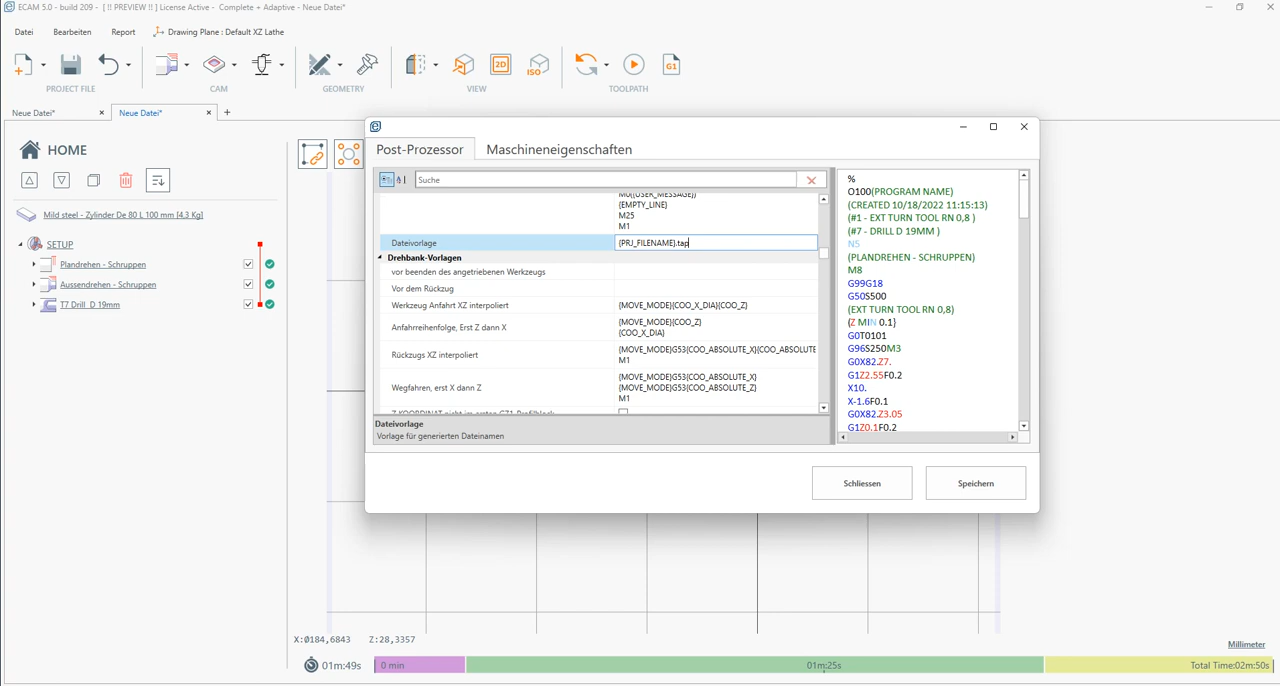 ECAM 5.0 - build 209 - [ !! PREVIEW !! ] License Active - Complete + Adaptive - Neue Datei*
Datei Bearbeiten Report Drawing Plane : Default XZ Lathe
PROJECT FILE CAM GEOMETRY VIEW TOOLPATH
2D ISO G1
Neue Datei* × Neue Datei* × +
HOME
Mild steel - Zylinder De 80 L 100 mm [4,3 Kg]
SETUP
Plandrehen - Schruppen
Aussendrehen - Schruppen
T7 Drill D 19mm
Post-Prozessor Maschineneigenschaften
Suche
M0({USER_MESSAGE})
{EMPTY_LINE}
M25
M1
Dateivorlage {PRJ_FILENAME}.tap
Drehbank-Vorlagen
vor beenden des angetriebenen Werkzeugs
Vor dem Rückzug
Werkzeug Anfahrt XZ interpoliert {MOVE_MODE}{COO_X_DIA}{COO_Z}
Anfahrreihenfolge, Erst Z dann X {MOVE_MODE}{COO_Z}
{COO_X_DIA}
Rückzugs XZ interpoliert {MOVE_MODE}G53{COO_ABSOLUTE_X}{COO_ABSOLUTE
M1
Wegfahren, erst X dann Z {MOVE_MODE}G53{COO_ABSOLUTE_X}
{MOVE_MODE}G53{COO_ABSOLUTE_Z}
M1
Dateivorlage
Vorlage für generierten Dateinamen
%
O100(PROGRAM NAME)
(CREATED 10/18/2022 11:15:13)
(#1 - EXT TURN TOOL RN 0,8 )
(#7 - DRILL D 19MM )
N5
(PLANDREHEN - SCHRUPPEN)
M8
G99G18
G50S500
(EXT TURN TOOL RN 0,8)
(Z MIN 0.1)
G0T0101
G96S250M3
G0X82.Z7.
G1Z2.55F0.2
X10.
X-1.6F0.1
G0X82.Z3.05
G1Z0.1F0.2
Schliessen Speichern
X:Ø184,6843 Z:28,3357
Millimeter
01m:49s 0 min 01m:25s Total Time:02m:50s